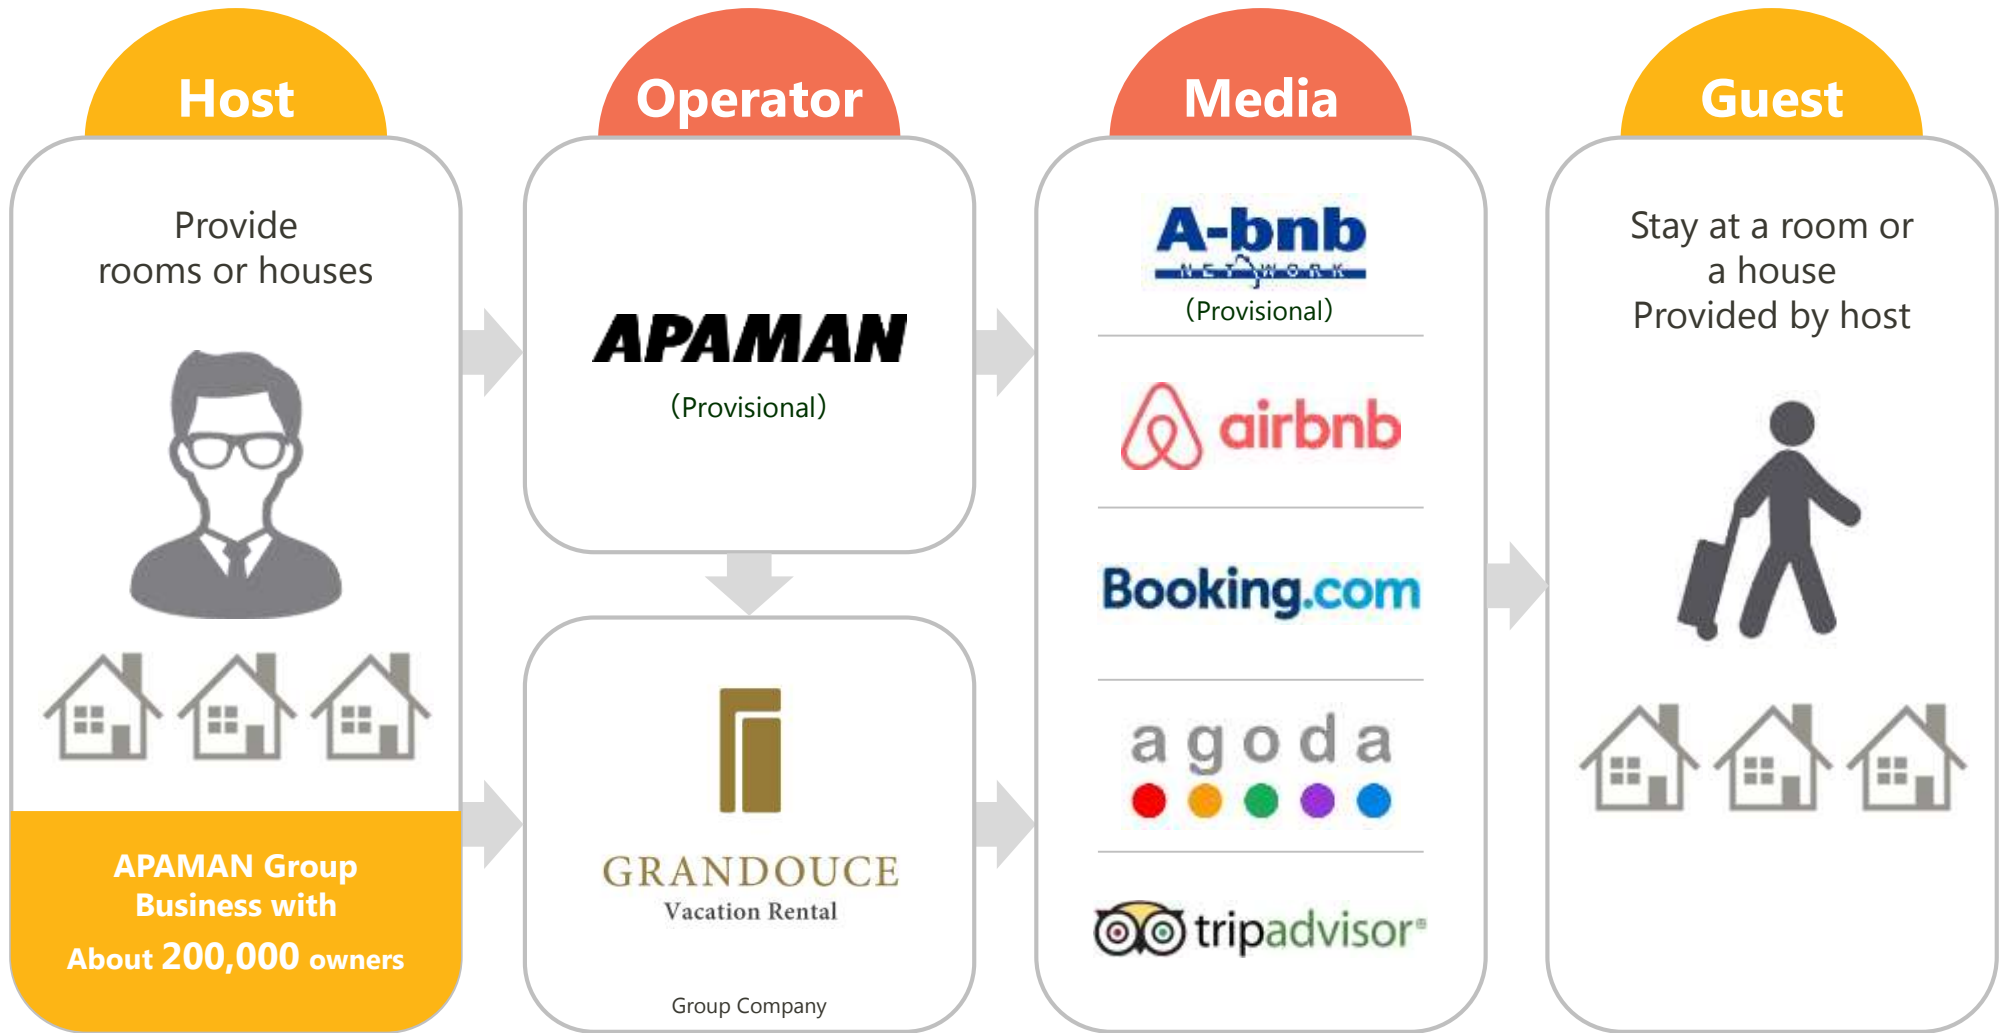 Host
Provide
rooms or houses
APAMAN Group
Business with
About 200,000 owners
Operator
APAMAN
（Provisional）
GRANDOUCE
Vacation Rental
Group Company
Media
A-bnb
NETWORK
（Provisional）
airbnb
Booking.com
agoda
tripadvisor®
Guest
Stay at a room or
a house
Provided by host